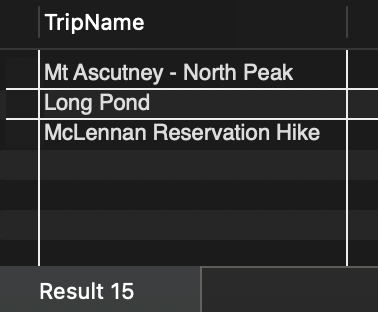 TripName
Mt Ascutney - North Peak
Long Pond
McLennan Reservation Hike
Result 15